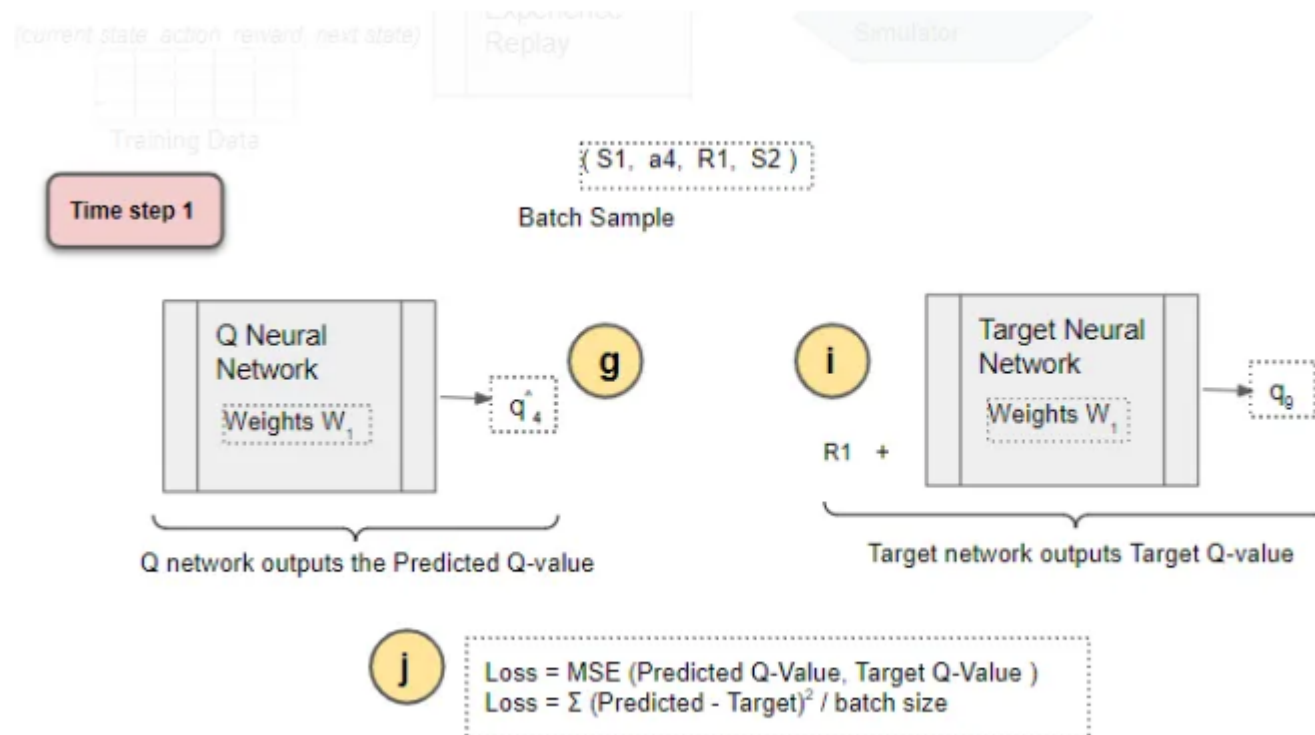 (current state, action, reward, next state)
Experience
Replay
Simulator
Training Data
( S1, a4, R1, S2 )
Time step 1
Batch Sample
Q Neural
Network
Weights W₁
q̂₄
g
i
Target Neural
Network
Weights W₁
q₉
R1 +
Q network outputs the Predicted Q-value
Target network outputs Target Q-value
j
Loss = MSE (Predicted Q-Value, Target Q-Value )
Loss = Σ (Predicted - Target)² / batch size